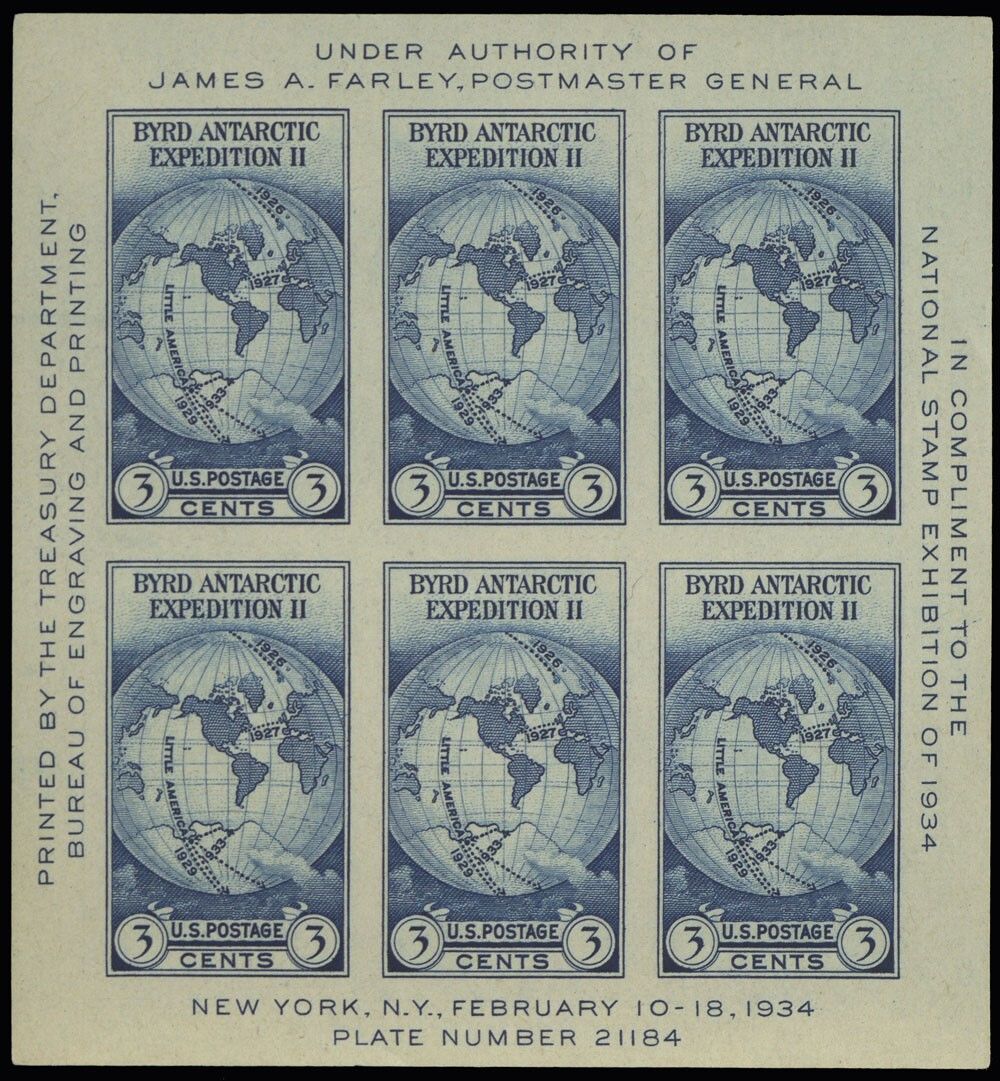 UNDER AUTHORITY OF
JAMES A. FARLEY, POSTMASTER GENERAL
PRINTED BY THE TREASURY DEPARTMENT,
BUREAU OF ENGRAVING AND PRINTING
BYRD ANTARCTIC
EXPEDITION II
1926
1927
LITTLE AMERICA
1929
1933
U.S. POSTAGE
3 3
CENTS
BYRD ANTARCTIC
EXPEDITION II
1926
1927
LITTLE AMERICA
1929
1933
U.S. POSTAGE
3 3
CENTS
BYRD ANTARCTIC
EXPEDITION II
1926
1927
LITTLE AMERICA
1929
1933
U.S. POSTAGE
3 3
CENTS
BYRD ANTARCTIC
EXPEDITION II
1926
1927
LITTLE AMERICA
1929
1933
U.S. POSTAGE
3 3
CENTS
BYRD ANTARCTIC
EXPEDITION II
1926
1927
LITTLE AMERICA
1929
1933
U.S. POSTAGE
3 3
CENTS
BYRD ANTARCTIC
EXPEDITION II
1926
1927
LITTLE AMERICA
1929
1933
U.S. POSTAGE
3 3
CENTS
IN COMPLIMENT TO THE
NATIONAL STAMP EXHIBITION OF 1934
NEW YORK, N.Y., FEBRUARY 10-18, 1934
PLATE NUMBER 21184